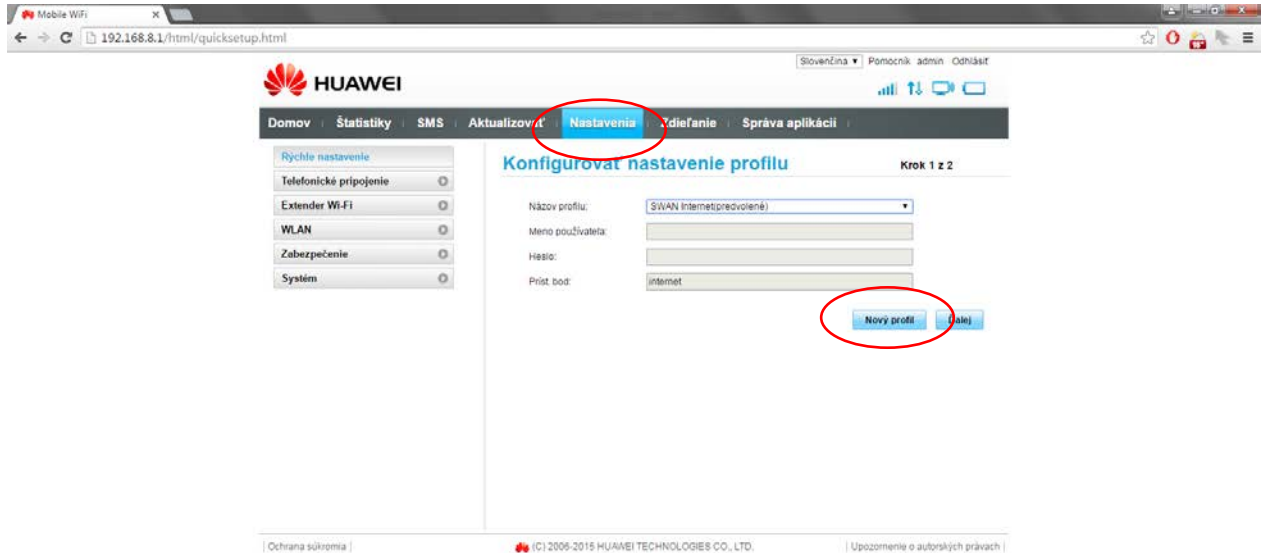 Mobile WiFi
192.168.8.1/html/quicksetup.html
Slovenčina Pomocník admin Odhlásiť
HUAWEI
Domov Štatistiky SMS Aktualizovať Nastavenia Zdieľanie Správa aplikácií
Rýchle nastavenie
Telefonické pripojenie
Extender Wi-Fi
WLAN
Zabezpečenie
Systém
Konfigurovať nastavenie profilu
Krok 1 z 2
Názov profilu: SWAN Internet(predvolené)
Meno používateľa:
Heslo:
Príst. bod: internet
Nový profil Ďalej
Ochrana súkromia | (C) 2006-2015 HUAWEI TECHNOLOGIES CO., LTD. | Upozornenie o autorských právach |